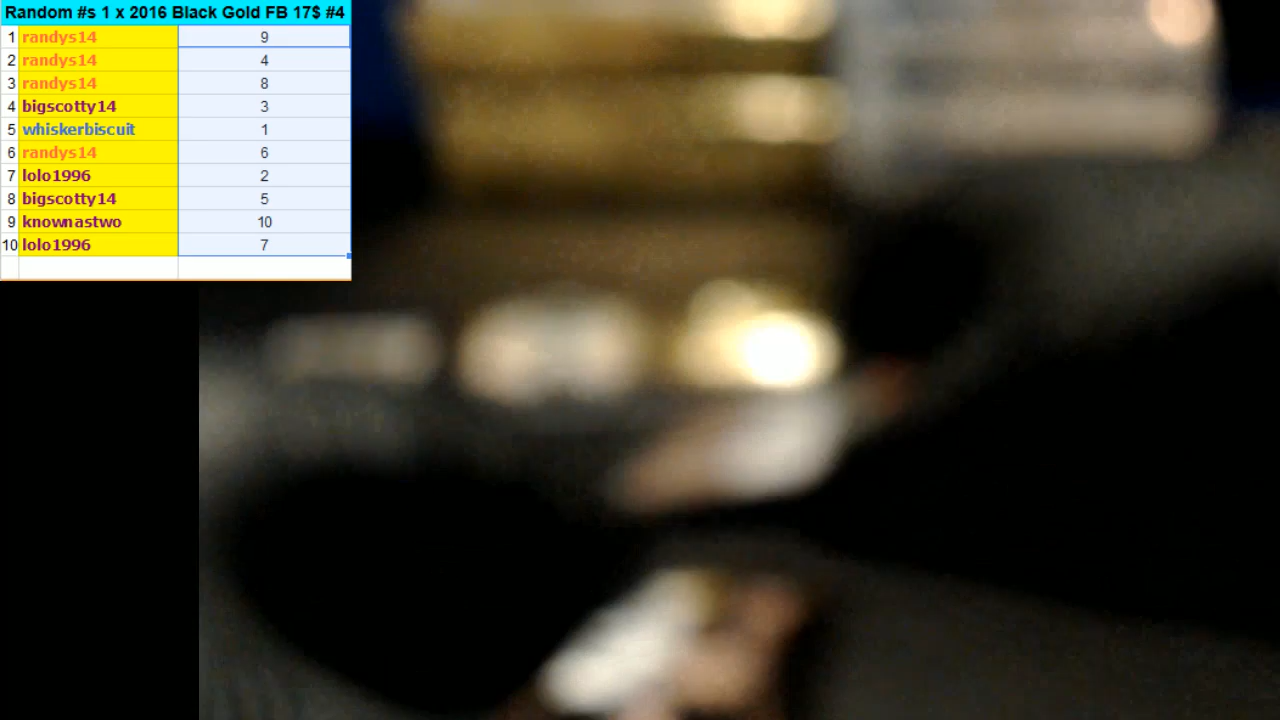 Random #s 1 x 2016 Black Gold FB 17$ #4
1 randys14 9
2 randys14 4
3 randys14 8
4 bigscotty14 3
5 whiskerbiscuit 1
6 randys14 6
7 lolo1996 2
8 bigscotty14 5
9 knownastwo 10
10 lolo1996 7